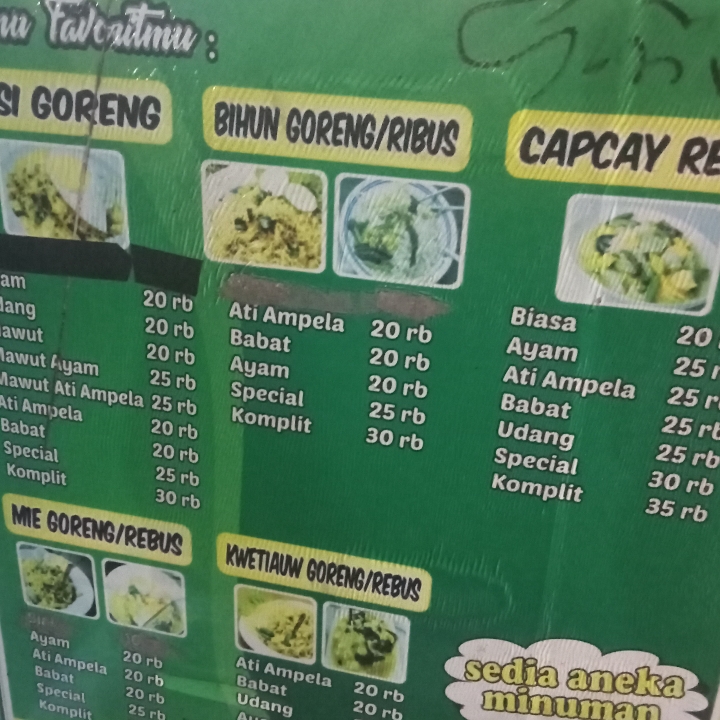 Favoritmu :
SI GORENG
am 20 rb
dang 20 rb
awut 20 rb
Mawut Ayam 25 rb
Mawut Ati Ampela 25 rb
Ati Ampela 20 rb
Babat 20 rb
Special 25 rb
Komplit 30 rb
BIHUN GORENG/RIBUS
Ati Ampela 20 rb
Babat 20 rb
Ayam 20 rb
Special 25 rb
Komplit 30 rb
CAPCAY RE
Biasa 20
Ayam 25 r
Ati Ampela 25 r
Babat 25 rb
Udang 25 rb
Special 30 rb
Komplit 35 rb
MIE GORENG/REBUS
Ayam 20 rb
Ati Ampela 20 rb
Babat 20 rb
Special 25 rb
Komplit
KWETIAUW GORENG/REBUS
Ati Ampela 20 rb
Babat 20 rb
Udang
sedia aneka
minuman